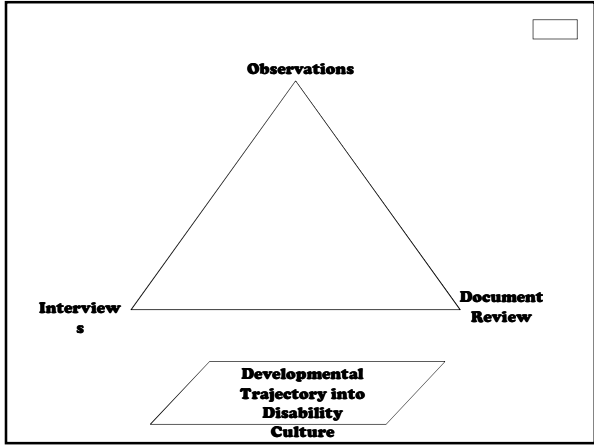 Observations
Interview
s
Document
Review
Developmental
Trajectory into
Disability
Culture